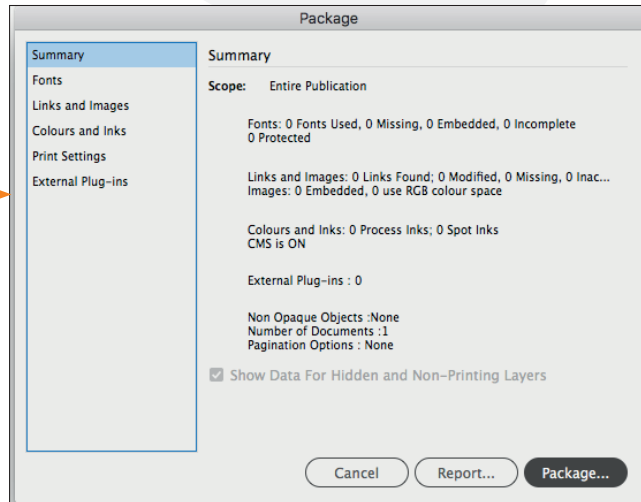 Package
Summary
Fonts
Links and Images
Colours and Inks
Print Settings
External Plug-ins
Summary
Scope: Entire Publication
Fonts: 0 Fonts Used, 0 Missing, 0 Embedded, 0 Incomplete
0 Protected
Links and Images: 0 Links Found; 0 Modified, 0 Missing, 0 Inac...
Images: 0 Embedded, 0 use RGB colour space
Colours and Inks: 0 Process Inks; 0 Spot Inks
CMS is ON
External Plug-ins : 0
Non Opaque Objects :None
Number of Documents :1
Pagination Options : None
Show Data For Hidden and Non-Printing Layers
Cancel
Report...
Package...